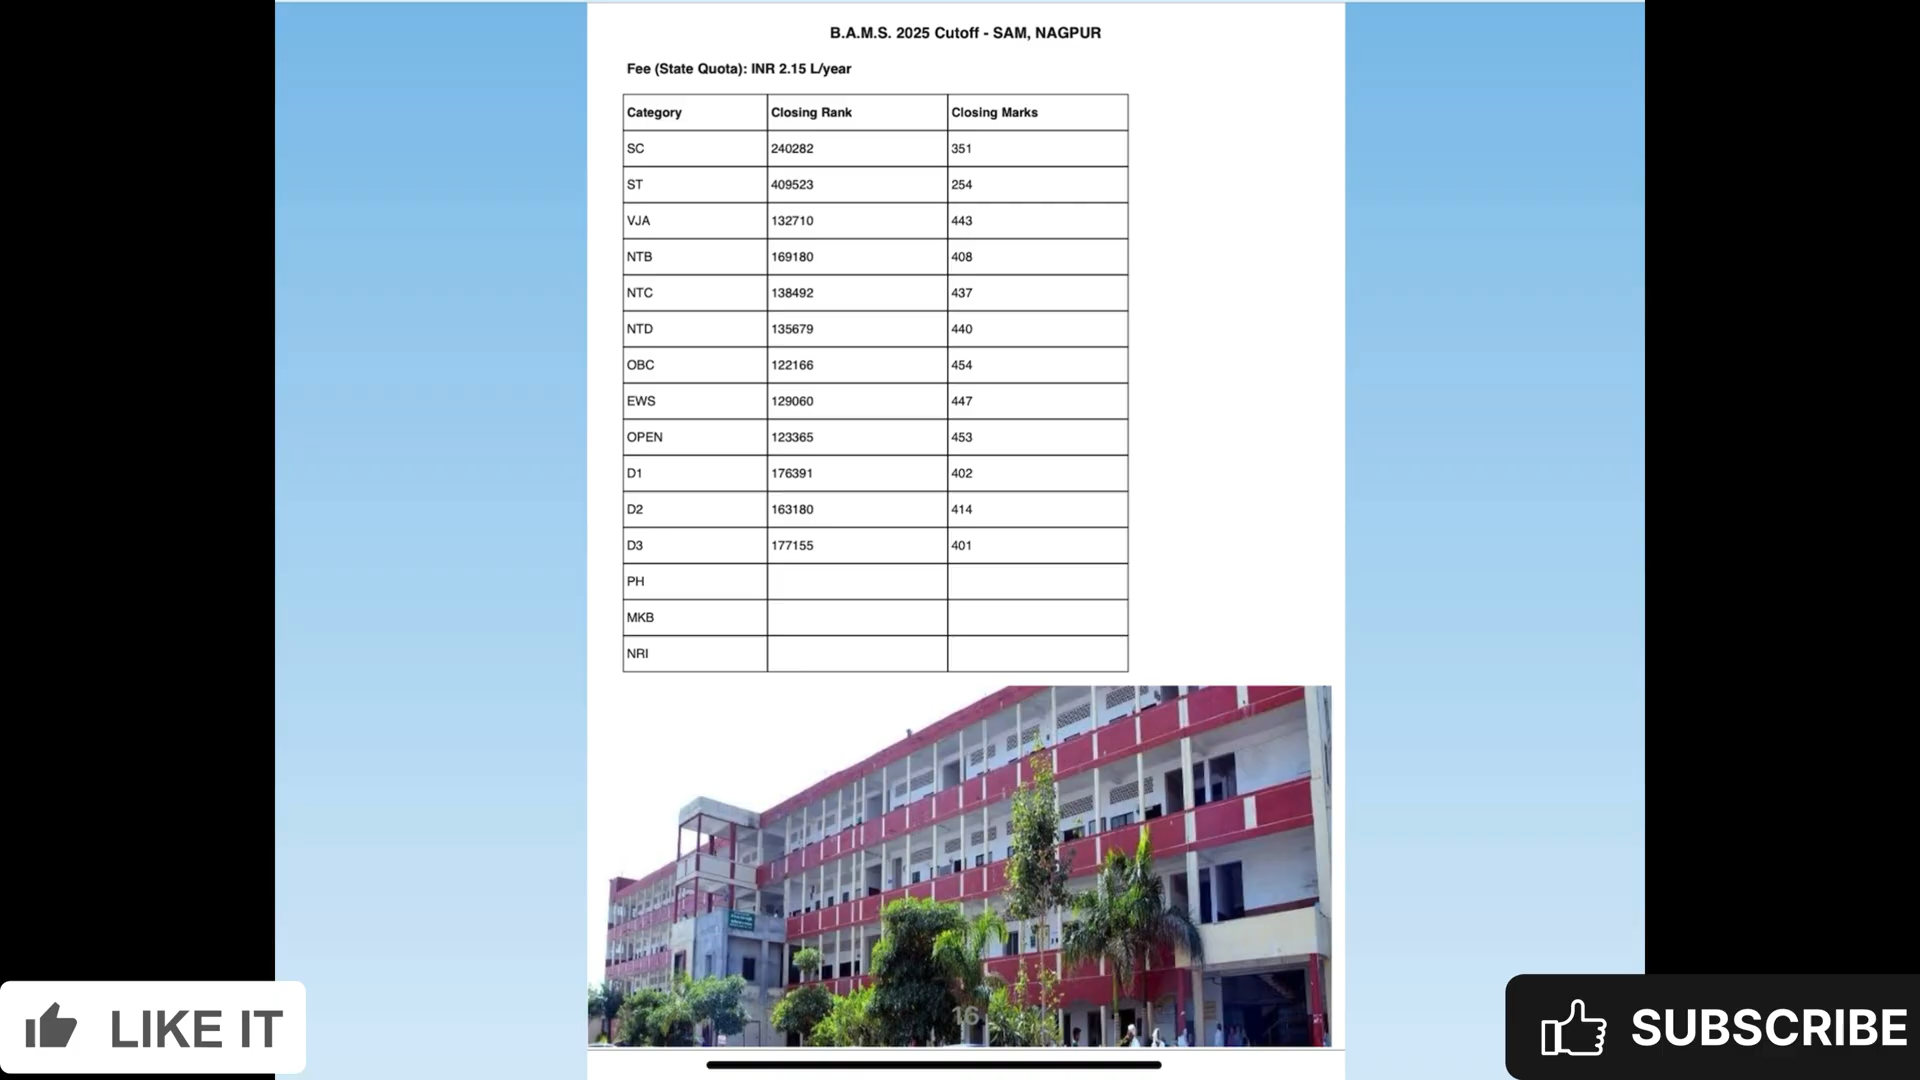 B.A.M.S. 2025 Cutoff - SAM, NAGPUR
Fee (State Quota): INR 2.15 L/year
Category Closing Rank Closing Marks
SC 240282 351
ST 409523 254
VJA 132710 443
NTB 169180 408
NTC 138492 437
NTD 135679 440
OBC 122166 454
EWS 129060 447
OPEN 123365 453
D1 176391 402
D2 163180 414
D3 177155 401
PH
MKB
NRI
16
LIKE IT
SUBSCRIBE